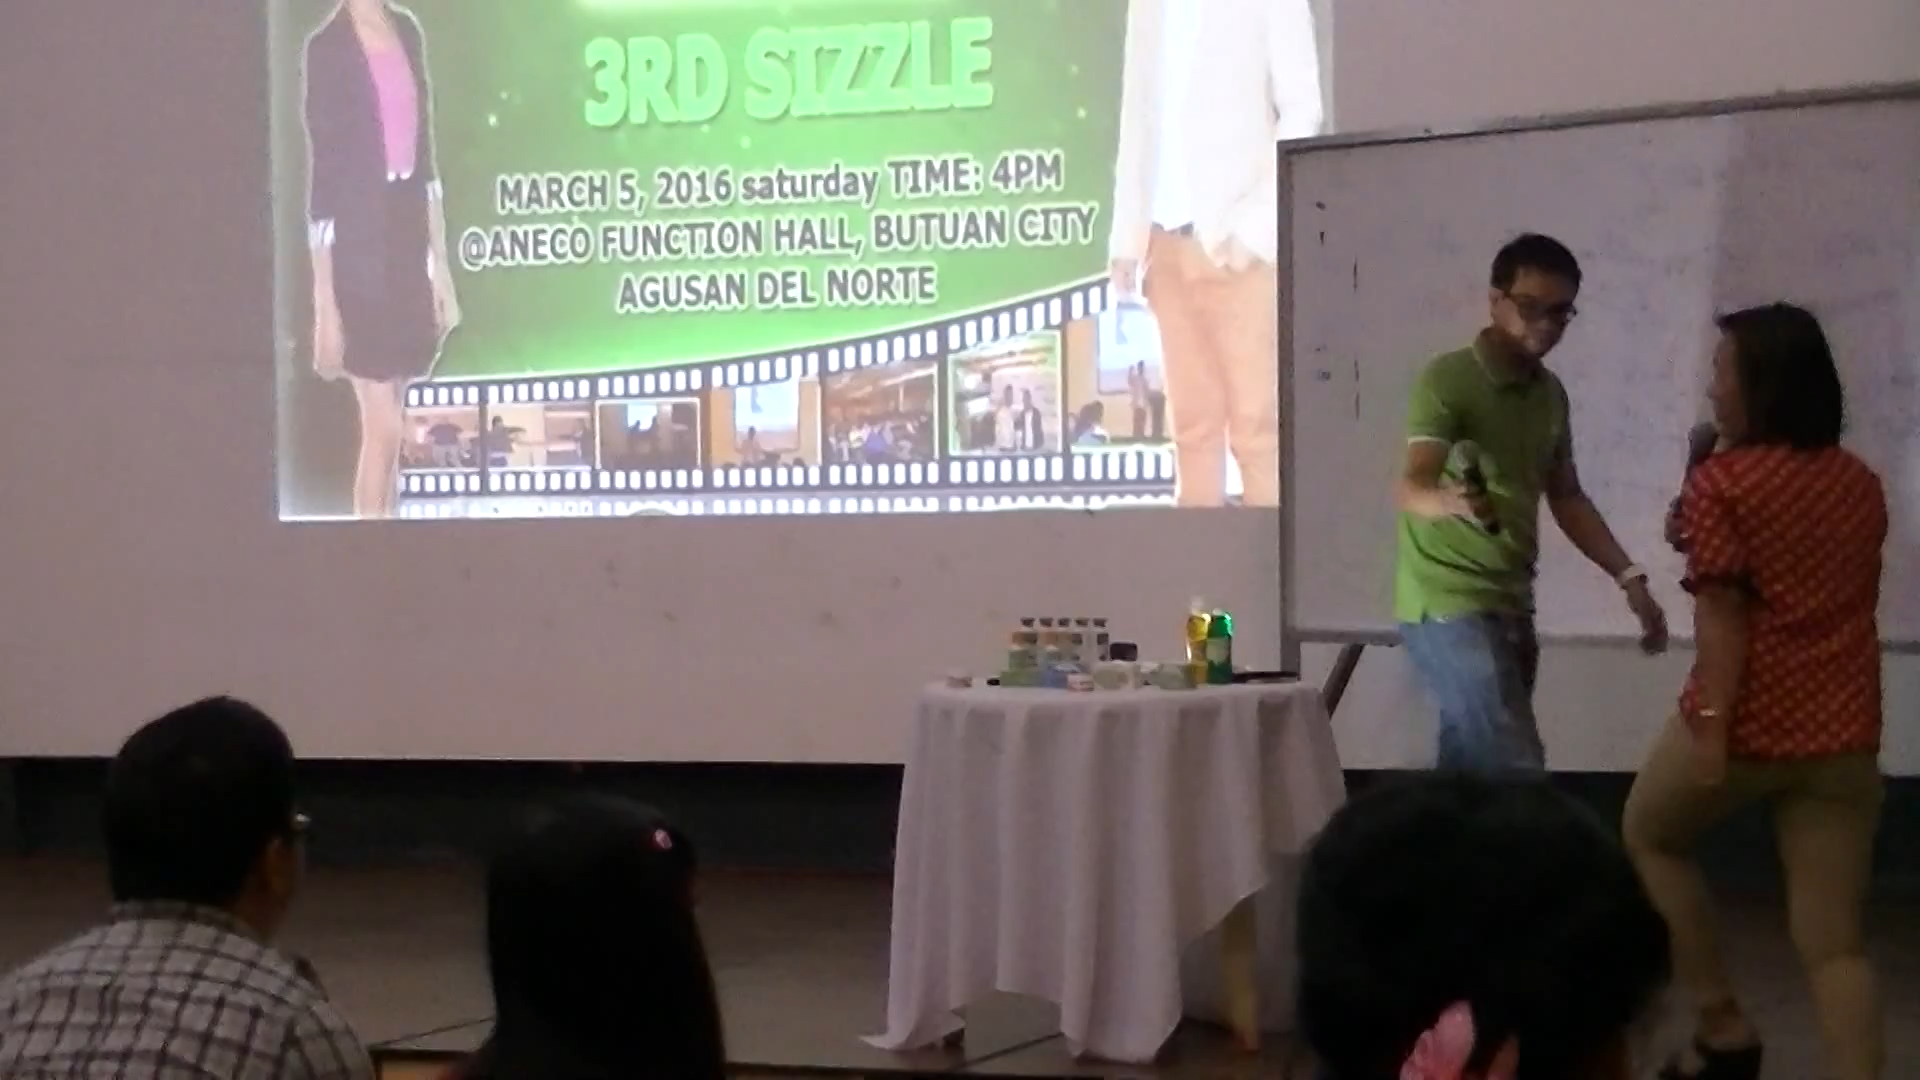 3RD SIZZLE
MARCH 5, 2016 saturday TIME: 4PM
@ANECO FUNCTION HALL, BUTUAN CITY
AGUSAN DEL NORTE